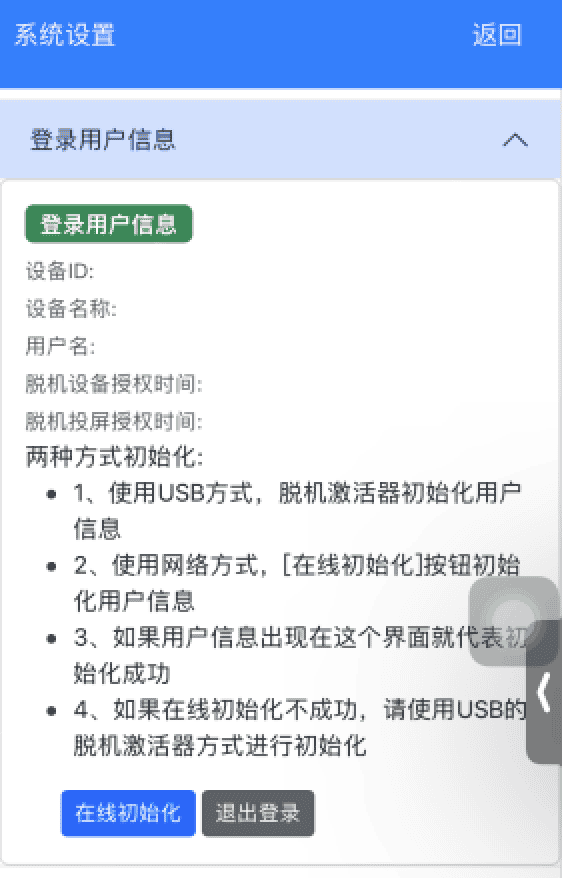 系统设置 返回
登录用户信息
登录用户信息
设备ID:
设备名称:
用户名:
脱机设备授权时间:
脱机投屏授权时间:
两种方式初始化:
1、使用USB方式，脱机激活器初始化用户
信息
2、使用网络方式，[在线初始化]按钮初始
化用户信息
3、如果用户信息出现在这个界面就代表初
始化成功
4、如果在线初始化不成功，请使用USB的
脱机激活器方式进行初始化
在线初始化 退出登录